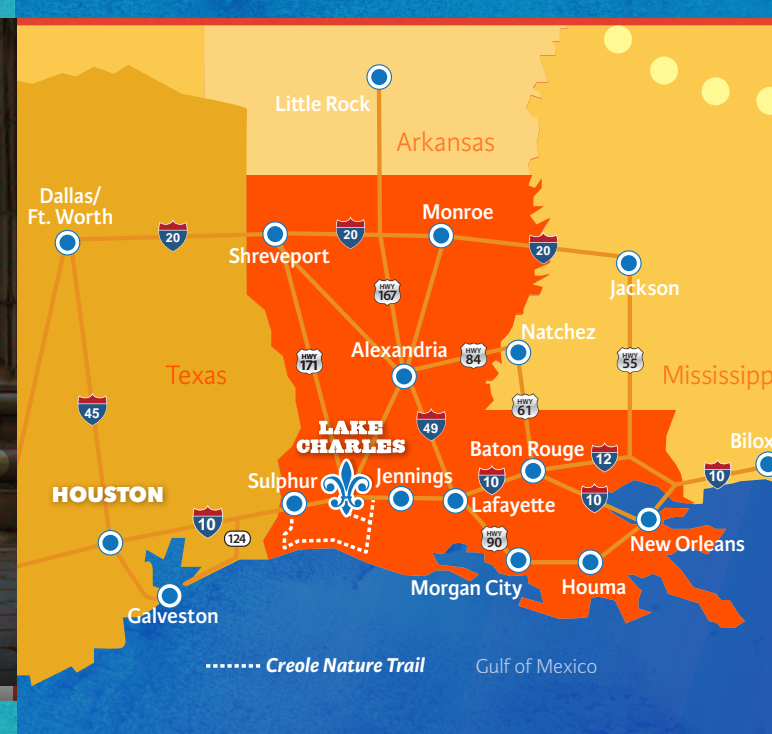 Little Rock
Arkansas
Dallas/
Ft. Worth
Monroe
20
20
20
Shreveport
Jackson
HWY
167
Natchez
Alexandria
HWY
84
HWY
171
HWY
55
Texas
Mississipp
45
HWY
61
49
LAKE
CHARLES
Bilox
Baton Rouge
12
10
Sulphur
Jennings
10
HOUSTON
10
Lafayette
10
124
HWY
90
New Orleans
Morgan City
Houma
Galveston
Creole Nature Trail
Gulf of Mexico